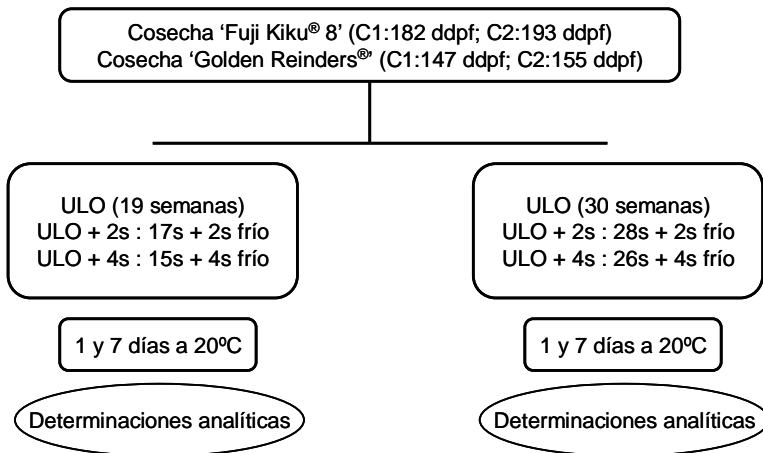 Cosecha ‘Fuji Kiku® 8’ (C1:182 ddpf; C2:193 ddpf)
Cosecha ‘Golden Reinders®’ (C1:147 ddpf; C2:155 ddpf)
ULO (19 semanas)
ULO + 2s : 17s + 2s frío
ULO + 4s : 15s + 4s frío
ULO (30 semanas)
ULO + 2s : 28s + 2s frío
ULO + 4s : 26s + 4s frío
1 y 7 días a 20ºC
1 y 7 días a 20ºC
Determinaciones analíticas
Determinaciones analíticas